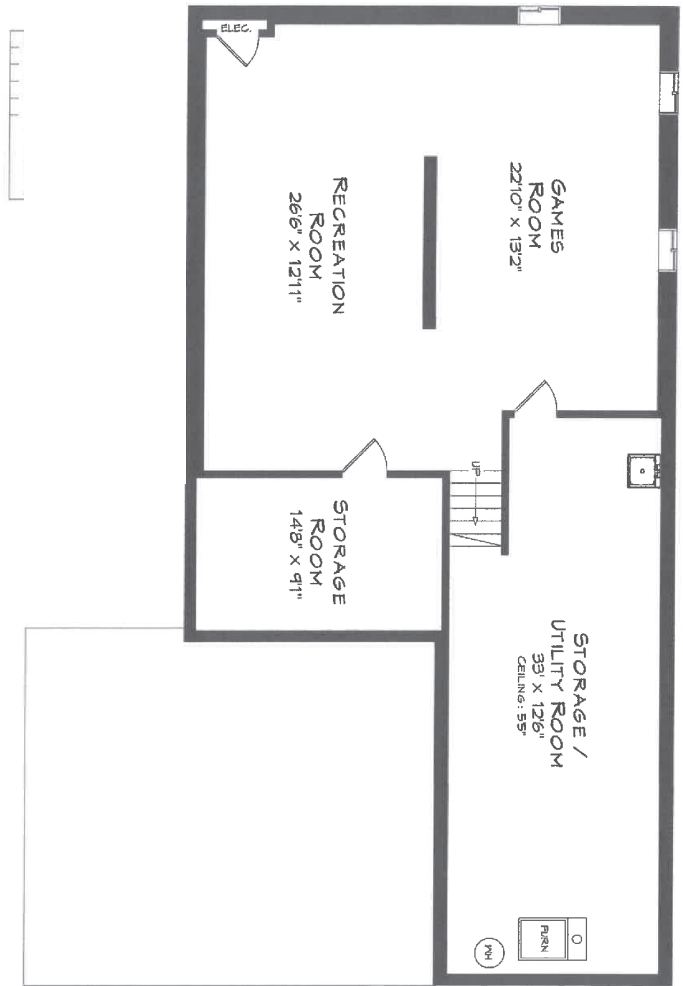 ELEC.
GAMES
ROOM
22'10" X 13'2"
RECREATION
ROOM
26'6" X 12'11"
UP
STORAGE
ROOM
14'8" X 9'1"
STORAGE /
UTILITY ROOM
33' X 12'6"
CEILING: 5'5"
FURN
WH